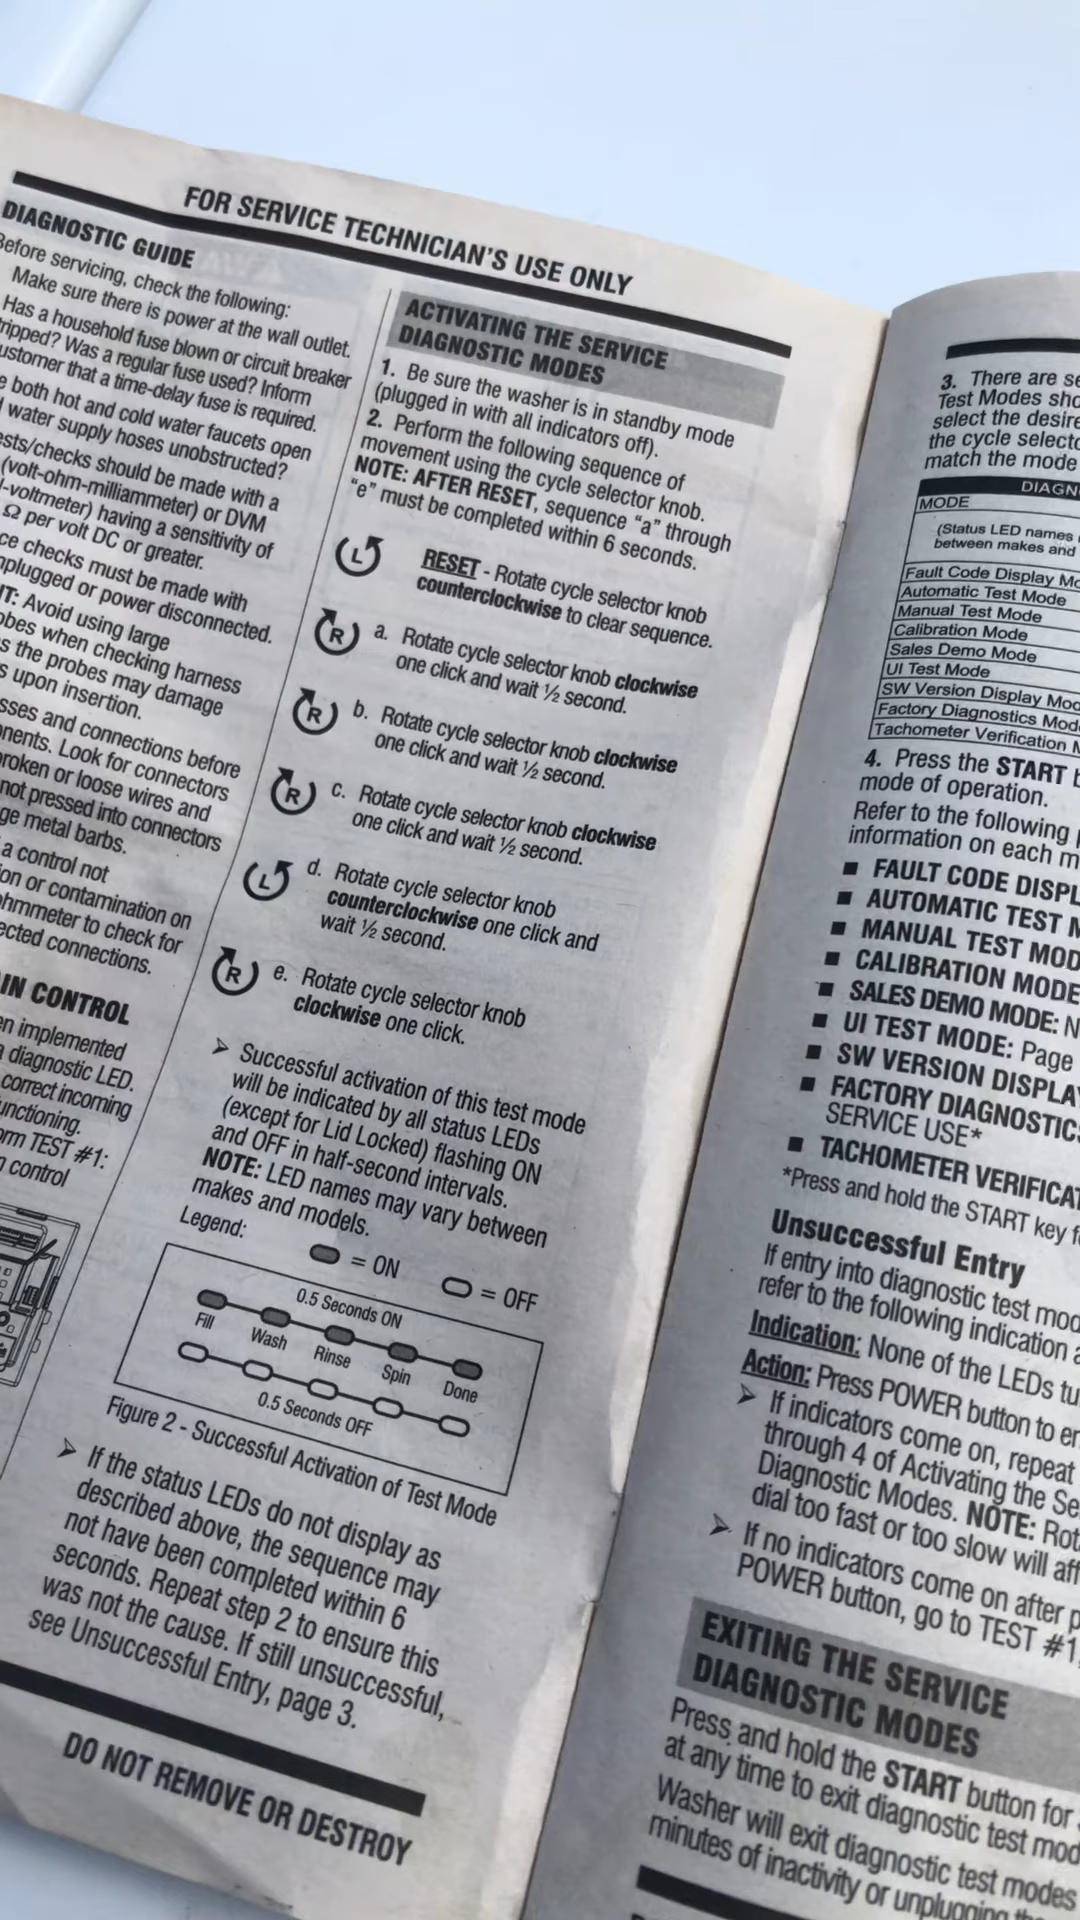 FOR SERVICE TECHNICIAN'S USE ONLY
DIAGNOSTIC GUIDE
Before servicing, check the following:
Make sure there is power at the wall outlet.
Has a household fuse blown or circuit breaker
tripped? Was a regular fuse used? Inform
customer that a time-delay fuse is required.
both hot and cold water faucets open
water supply hoses unobstructed?
tests/checks should be made with a
(volt-ohm-milliammeter) or DVM
-voltmeter) having a sensitivity of
Ω per volt DC or greater.
checks must be made with
unplugged or power disconnected.
Avoid using large
probes when checking harness
the probes may damage
upon insertion.
and connections before
Look for connectors
broken or loose wires and
not pressed into connectors
metal barbs.
a control not
or contamination on
ohmmeter to check for
connections.
CONTROL
implemented
diagnostic LED.
correct incoming
functioning.
TEST #1:
control
ACTIVATING THE SERVICE
DIAGNOSTIC MODES
1. Be sure the washer is in standby mode
(plugged in with all indicators off).
2. Perform the following sequence of
movement using the cycle selector knob.
NOTE: AFTER RESET, sequence "a" through
"e" must be completed within 6 seconds.
L RESET - Rotate cycle selector knob
counterclockwise to clear sequence.
R a. Rotate cycle selector knob clockwise
one click and wait ½ second.
R b. Rotate cycle selector knob clockwise
one click and wait ½ second.
R c. Rotate cycle selector knob clockwise
one click and wait ½ second.
L d. Rotate cycle selector knob
counterclockwise one click and
wait ½ second.
R e. Rotate cycle selector knob
clockwise one click.
➢ Successful activation of this test mode
will be indicated by all status LEDs
(except for Lid Locked) flashing ON
and OFF in half-second intervals.
NOTE: LED names may vary between
makes and models.
Legend:
= ON = OFF
0.5 Seconds ON
Fill Wash Rinse Spin Done
0.5 Seconds OFF
Figure 2 - Successful Activation of Test Mode
➢ If the status LEDs do not display as
described above, the sequence may
not have been completed within 6
seconds. Repeat step 2 to ensure this
was not the cause. If still unsuccessful,
see Unsuccessful Entry, page 3.
DO NOT REMOVE OR DESTROY
3. There are
Test Modes
select the
the cycle
match the mode
MODE
(Status LED names
between makes and
Fault Code Display
Automatic Test Mode
Manual Test Mode
Calibration Mode
Sales Demo Mode
UI Test Mode
SW Version Display
Factory Diagnostics
Tachometer Verification
4. Press the START
mode of operation.
Refer to the following
information on each
■ FAULT CODE
■ AUTOMATIC TEST
■ MANUAL TEST
■ CALIBRATION MODE
■ SALES DEMO MODE:
■ UI TEST MODE: Page
■ SW VERSION
■ FACTORY DIAGNOSTICS
SERVICE USE*
■ TACHOMETER
*Press and hold the START key
Unsuccessful Entry
If entry into diagnostic test
refer to the following indication
Indication: None of the LEDs
Action: Press POWER button to
➢ If indicators come on, repeat
through 4 of Activating the
Diagnostic Modes. NOTE:
dial too fast or too slow will
➢ If no indicators come on after
POWER button, go to TEST #1,
EXITING THE SERVICE
DIAGNOSTIC MODES
Press and hold the START button for
at any time to exit diagnostic test
Washer will exit diagnostic test modes
minutes of inactivity or unplugging